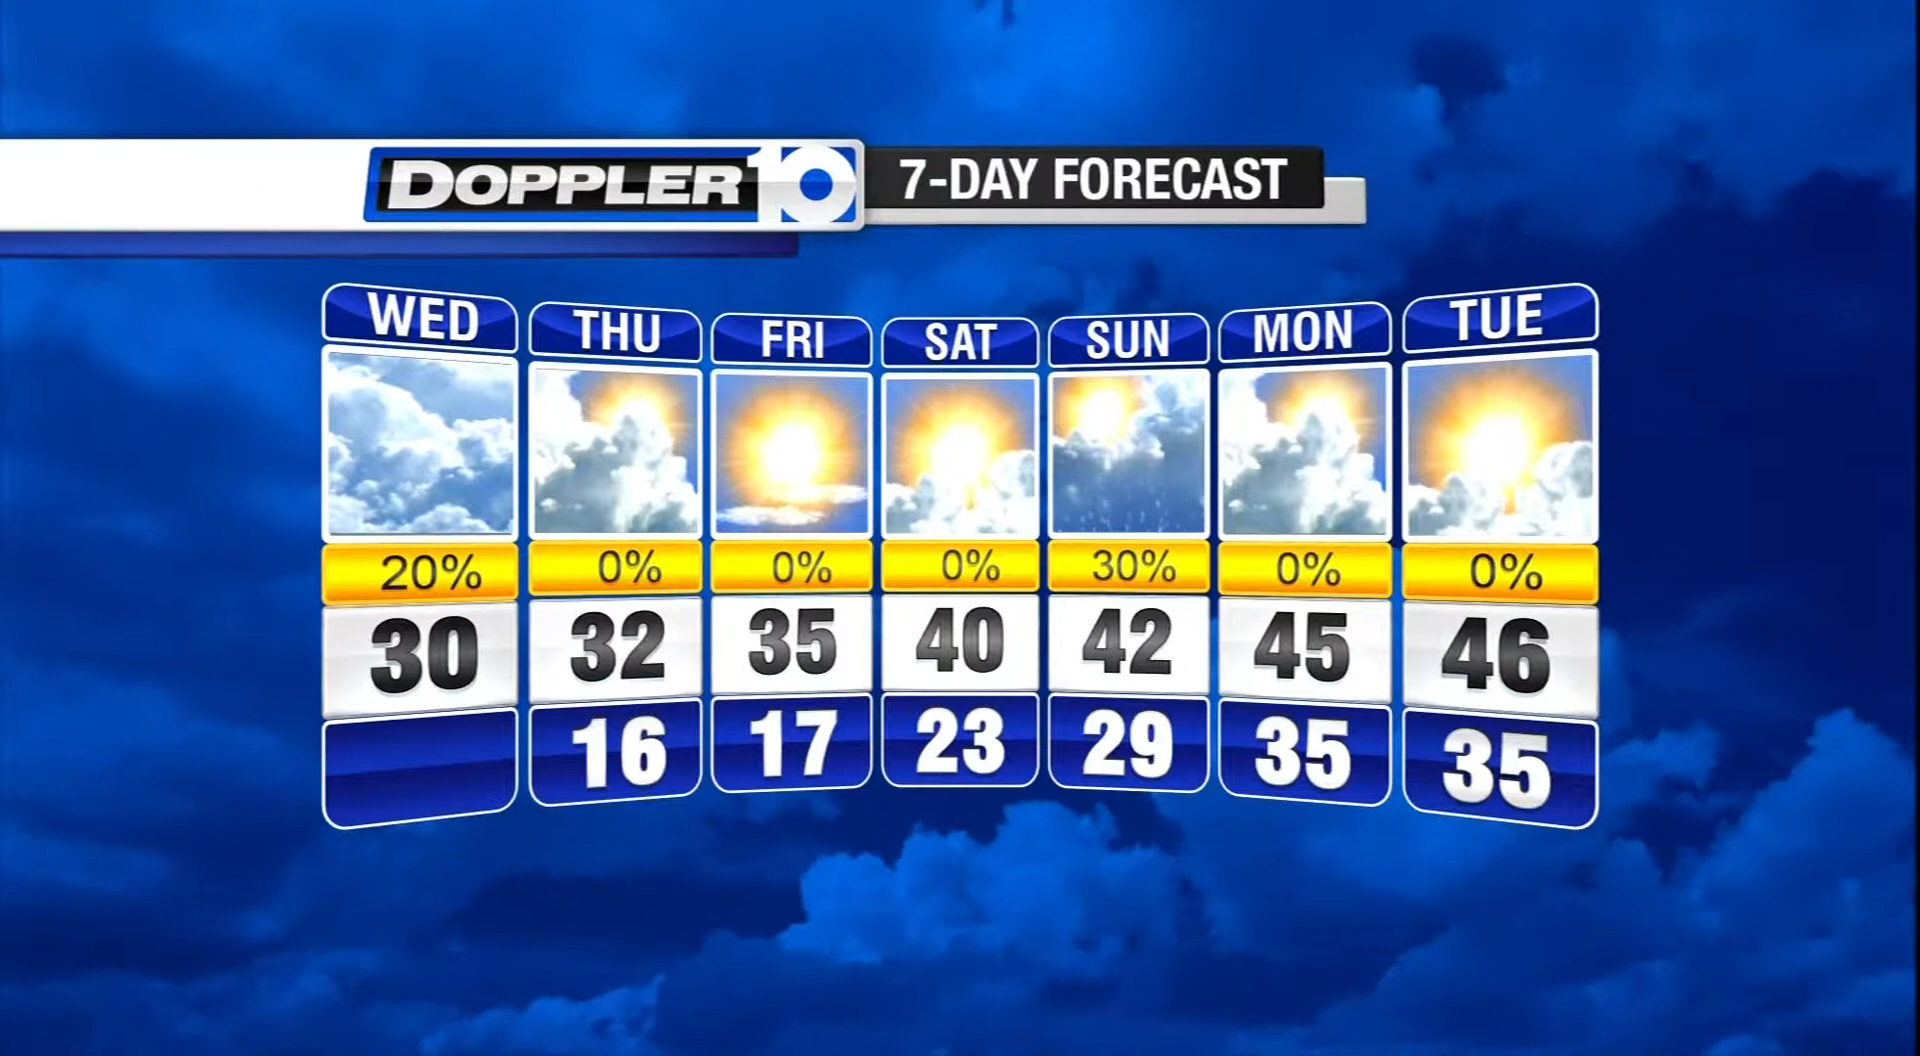 DOPPLER 10 7-DAY FORECAST
WED THU FRI SAT SUN MON TUE
20% 0% 0% 0% 30% 0% 0%
30 32 35 40 42 45 46
16 17 23 29 35 35